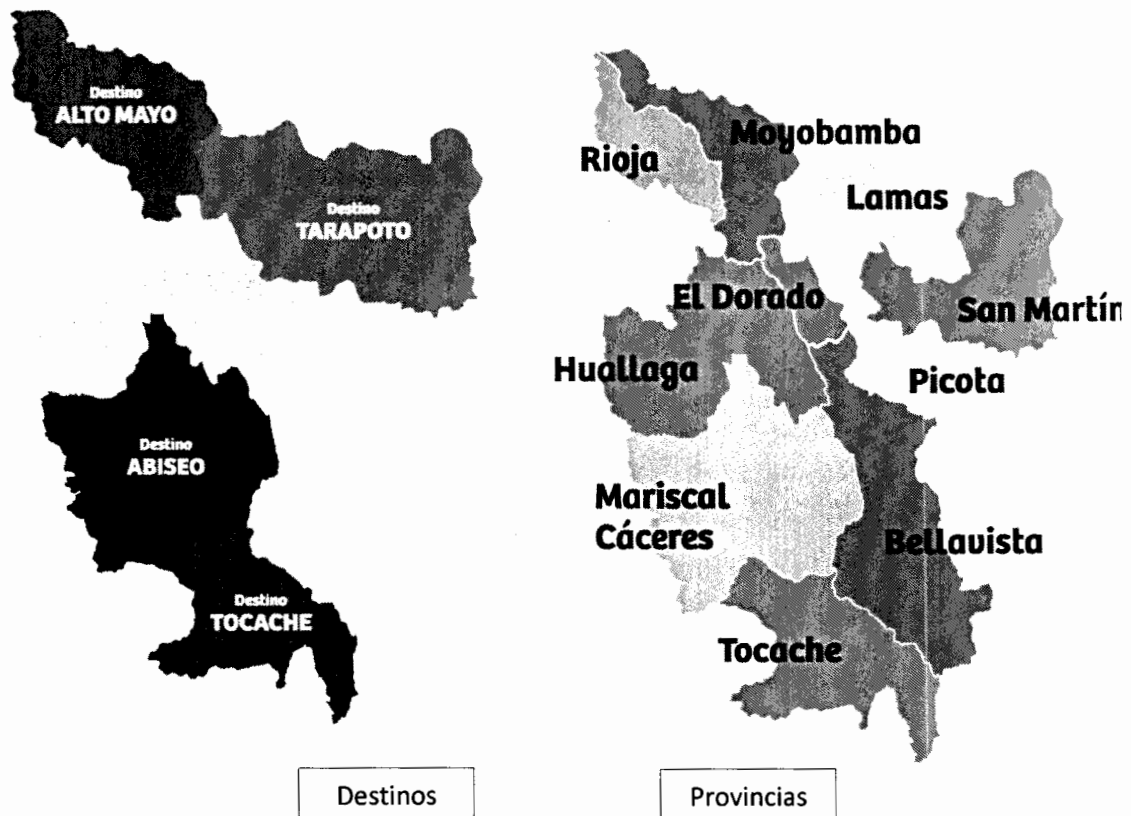 Destino
ALTO MAYO
Destino
TARAPOTO
Destino
ABISEO
Destino
TOCACHE
Destinos
Moyobamba
Rioja
Lamas
El Dorado
San Martín
Huallaga
Picota
Mariscal
Cáceres
Bellavista
Tocache
Provincias